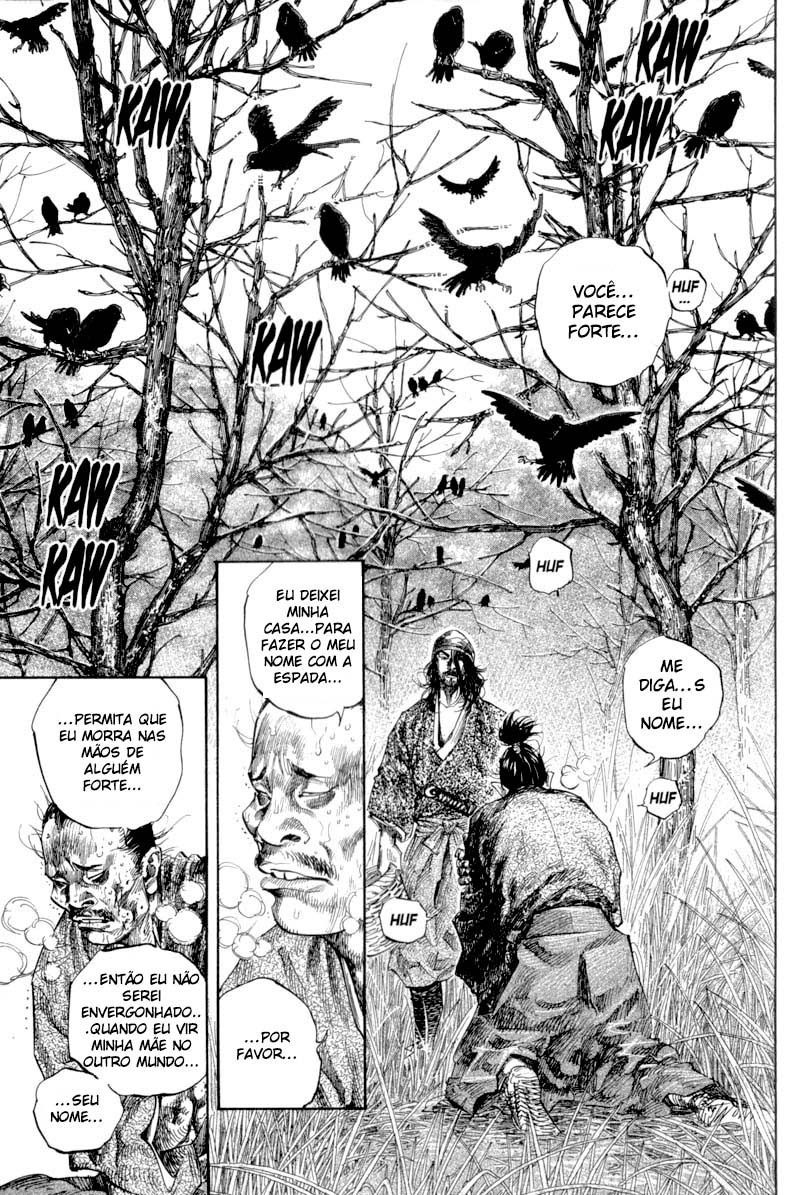 KAW
KAW
KAW
KAW
HUF
...
VOCÊ...
PARECE
FORTE...
KAW
KAW
KAW
KAW
HUF
ME
DIGA...S
EU
NOME...
HUF
HUF
EU DEIXEI
MINHA
CASA...PARA
FAZER O MEU
NOME COM A
ESPADA...
...POR
FAVOR...
...PERMITA QUE
EU MORRA NAS
MÃOS DE
ALGUÉM
FORTE...
...ENTÃO EU NÃO
SEREI
ENVERGONHADO..
.QUANDO EU VIR
MINHA MÃE NO
OUTRO MUNDO...
...SEU
NOME...